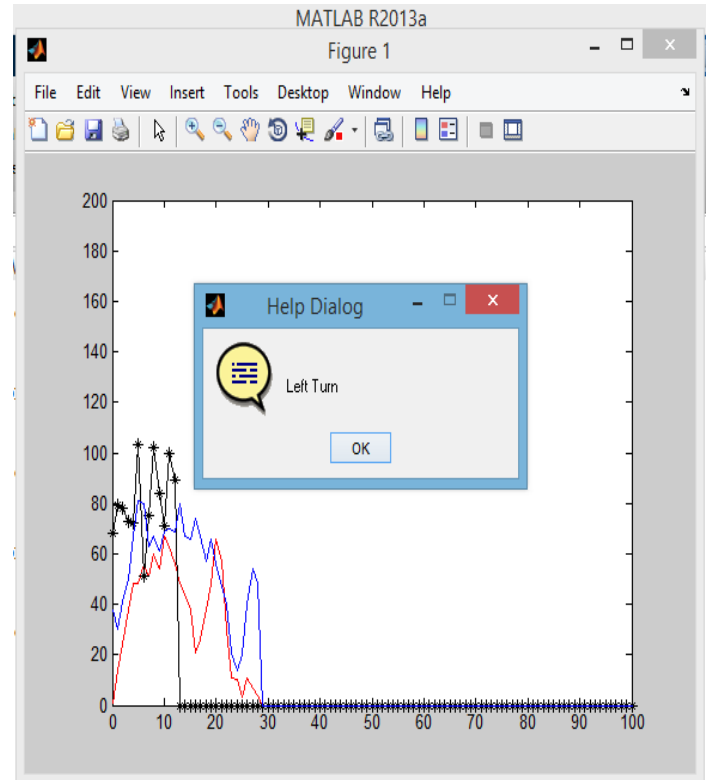 MATLAB R2013a
Figure 1
File Edit View Insert Tools Desktop Window Help
200
180
160
140
120
100
80
60
40
20
0
Help Dialog
Left Turn
OK
0 10 20 30 40 50 60 70 80 90 100